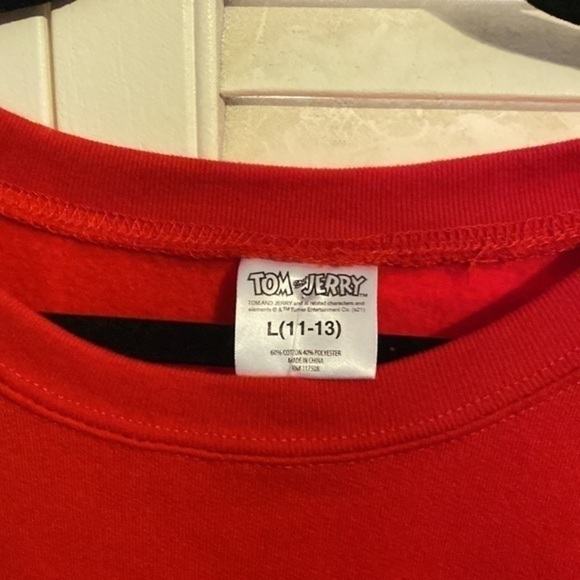 TOM AND JERRY™
TOM AND JERRY and all related characters and
elements © & ™ Turner Entertainment Co. (s21)
L(11-13)
60% COTTON 40% POLYESTER
MADE IN CHINA